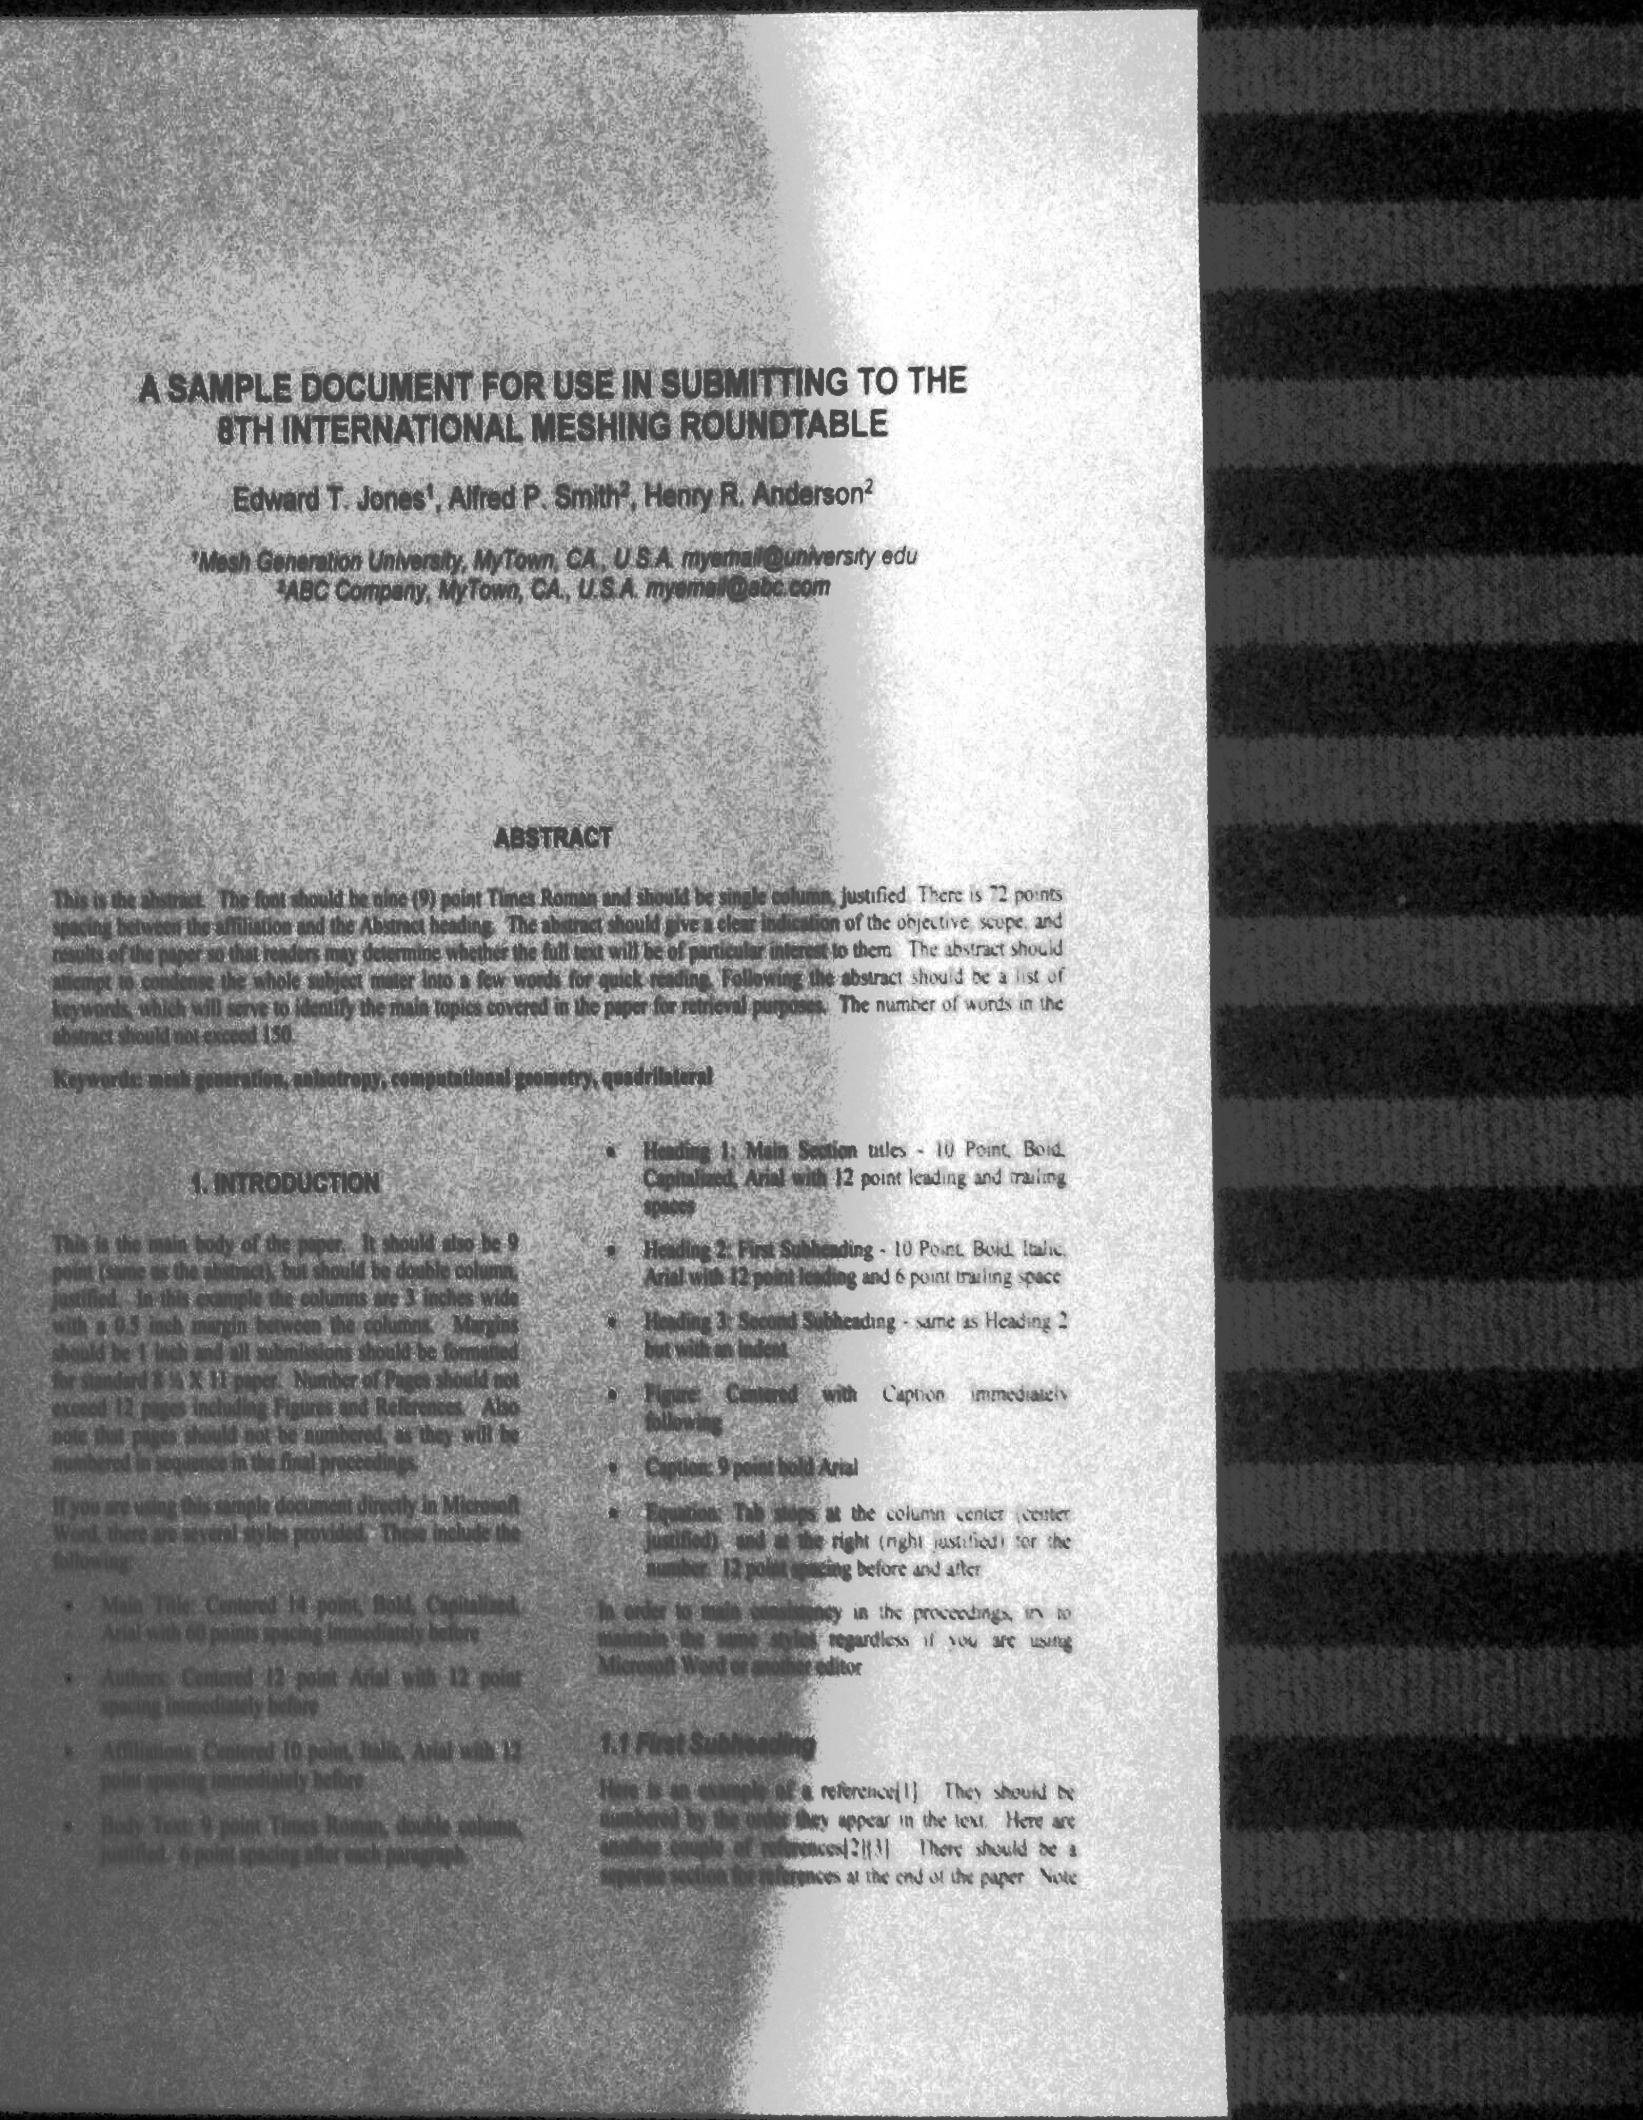 A SAMPLE DOCUMENT FOR USE IN SUBMITTING TO THE
8TH INTERNATIONAL MESHING ROUNDTABLE
Edward T. Jones¹, Alfred P. Smith², Henry R. Anderson²
¹Mesh Generation University, MyTown, CA., U.S.A. myemail@university.edu
²ABC Company, MyTown, CA., U.S.A. myemail@abc.com
ABSTRACT
This is the abstract. The font should be nine (9) point Times Roman and should be single column, justified. There is 72 points
spacing between the affiliation and the Abstract heading. The abstract should give a clear indication of the objective, scope, and
results of the paper so that readers may determine whether the full text will be of particular interest to them. The abstract should
attempt to condense the whole subject mater into a few words for quick reading. Following the abstract should be a list of
keywords, which will serve to identify the main topics covered in the paper for retrieval purposes. The number of words in the
abstract should not exceed 150.
Keywords: mesh generation, anisotropy, computational geometry, quadrilateral
1. INTRODUCTION
This is the main body of the paper. It should also be 9
point (same as the abstract), but should be double column,
justified. In this example the columns are 3 inches wide
with a 0.5 inch margin between the columns. Margins
should be 1 inch and all submissions should be formatted
for standard 8 ½ X 11 paper. Number of Pages should not
exceed 12 pages including Figures and References. Also
note that pages should not be numbered, as they will be
numbered in sequence in the final proceedings.
If you are using this sample document directly in Microsoft
Word, there are several styles provided. These include the
following:
• Main Title: Centered 14 point, Bold, Capitalized,
Arial with 60 points spacing immediately before
• Authors: Centered 12 point Arial with 12 point
spacing immediately before
• Affiliations: Centered 10 point, Italic, Arial with 12
point spacing immediately before
• Body Text: 9 point Times Roman, double column,
justified. 6 point spacing after each paragraph.
• Heading 1: Main Section titles - 10 Point, Bold,
Capitalized, Arial with 12 point leading and trailing
spaces
• Heading 2: First Subheading - 10 Point, Bold, Italic,
Arial with 12 point leading and 6 point trailing space
• Heading 3: Second Subheading - same as Heading 2
but with an indent
• Figure: Centered with Caption immediately
following
• Caption: 9 point bold Arial
• Equation: Tab stops at the column center (center
justified) and at the right (right justified) for the
number. 12 point spacing before and after
In order to main consistency in the proceedings, try to
maintain the same styles regardless if you are using
Microsoft Word or another editor
1.1 First Subheading
Here is an example of a reference[1]. They should be
numbered by the order they appear in the text. Here are
another couple of references[2][3]. There should be a
separate section for references at the end of the paper. Note